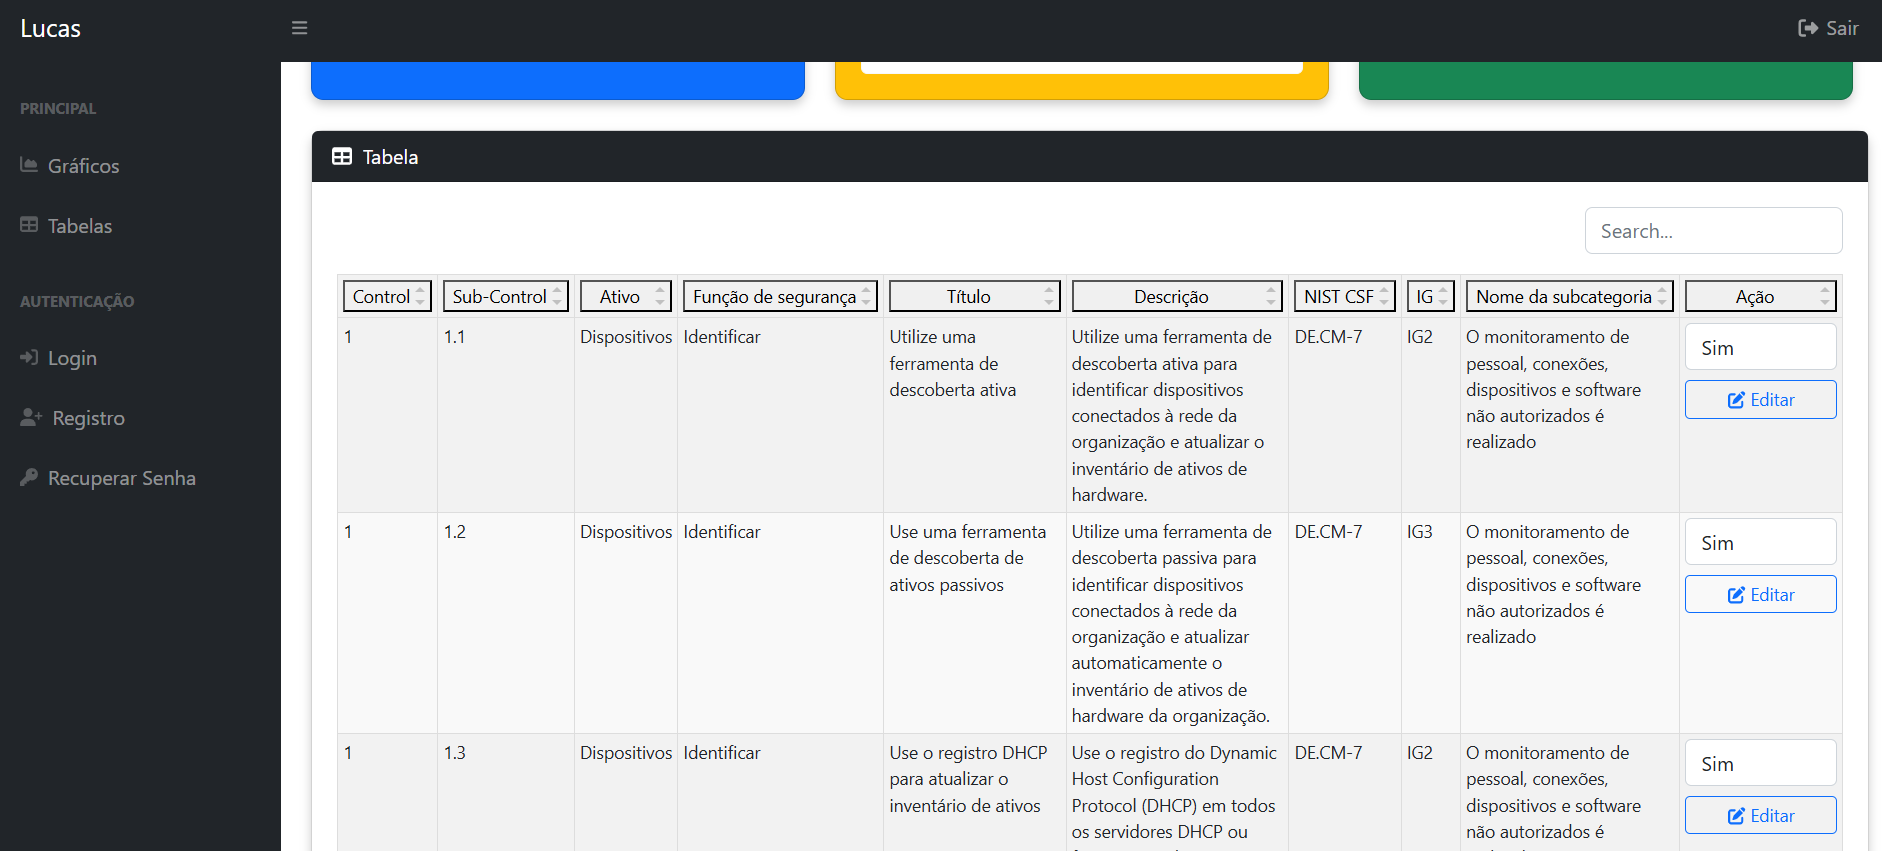 Lucas
Sair
PRINCIPAL
Gráficos
Tabelas
AUTENTICAÇÃO
Login
Registro
Recuperar Senha
Tabela
Search...
Control Sub-Control Ativo Função de segurança Título Descrição NIST CSF IG Nome da subcategoria Ação
1 1.1 Dispositivos Identificar
Utilize uma
ferramenta de
descoberta ativa
Utilize uma ferramenta de
descoberta ativa para
identificar dispositivos
conectados à rede da
organização e atualizar o
inventário de ativos de
hardware.
DE.CM-7 IG2
O monitoramento de
pessoal, conexões,
dispositivos e software
não autorizados é
realizado
Sim
Editar
1 1.2 Dispositivos Identificar
Use uma ferramenta
de descoberta de
ativos passivos
Utilize uma ferramenta de
descoberta passiva para
identificar dispositivos
conectados à rede da
organização e atualizar
automaticamente o
inventário de ativos de
hardware da organização.
DE.CM-7 IG3
O monitoramento de
pessoal, conexões,
dispositivos e software
não autorizados é
realizado
Sim
Editar
1 1.3 Dispositivos Identificar
Use o registro DHCP
para atualizar o
inventário de ativos
Use o registro do Dynamic
Host Configuration
Protocol (DHCP) em todos
os servidores DHCP ou
DE.CM-7 IG2
O monitoramento de
pessoal, conexões,
dispositivos e software
não autorizados é
Sim
Editar